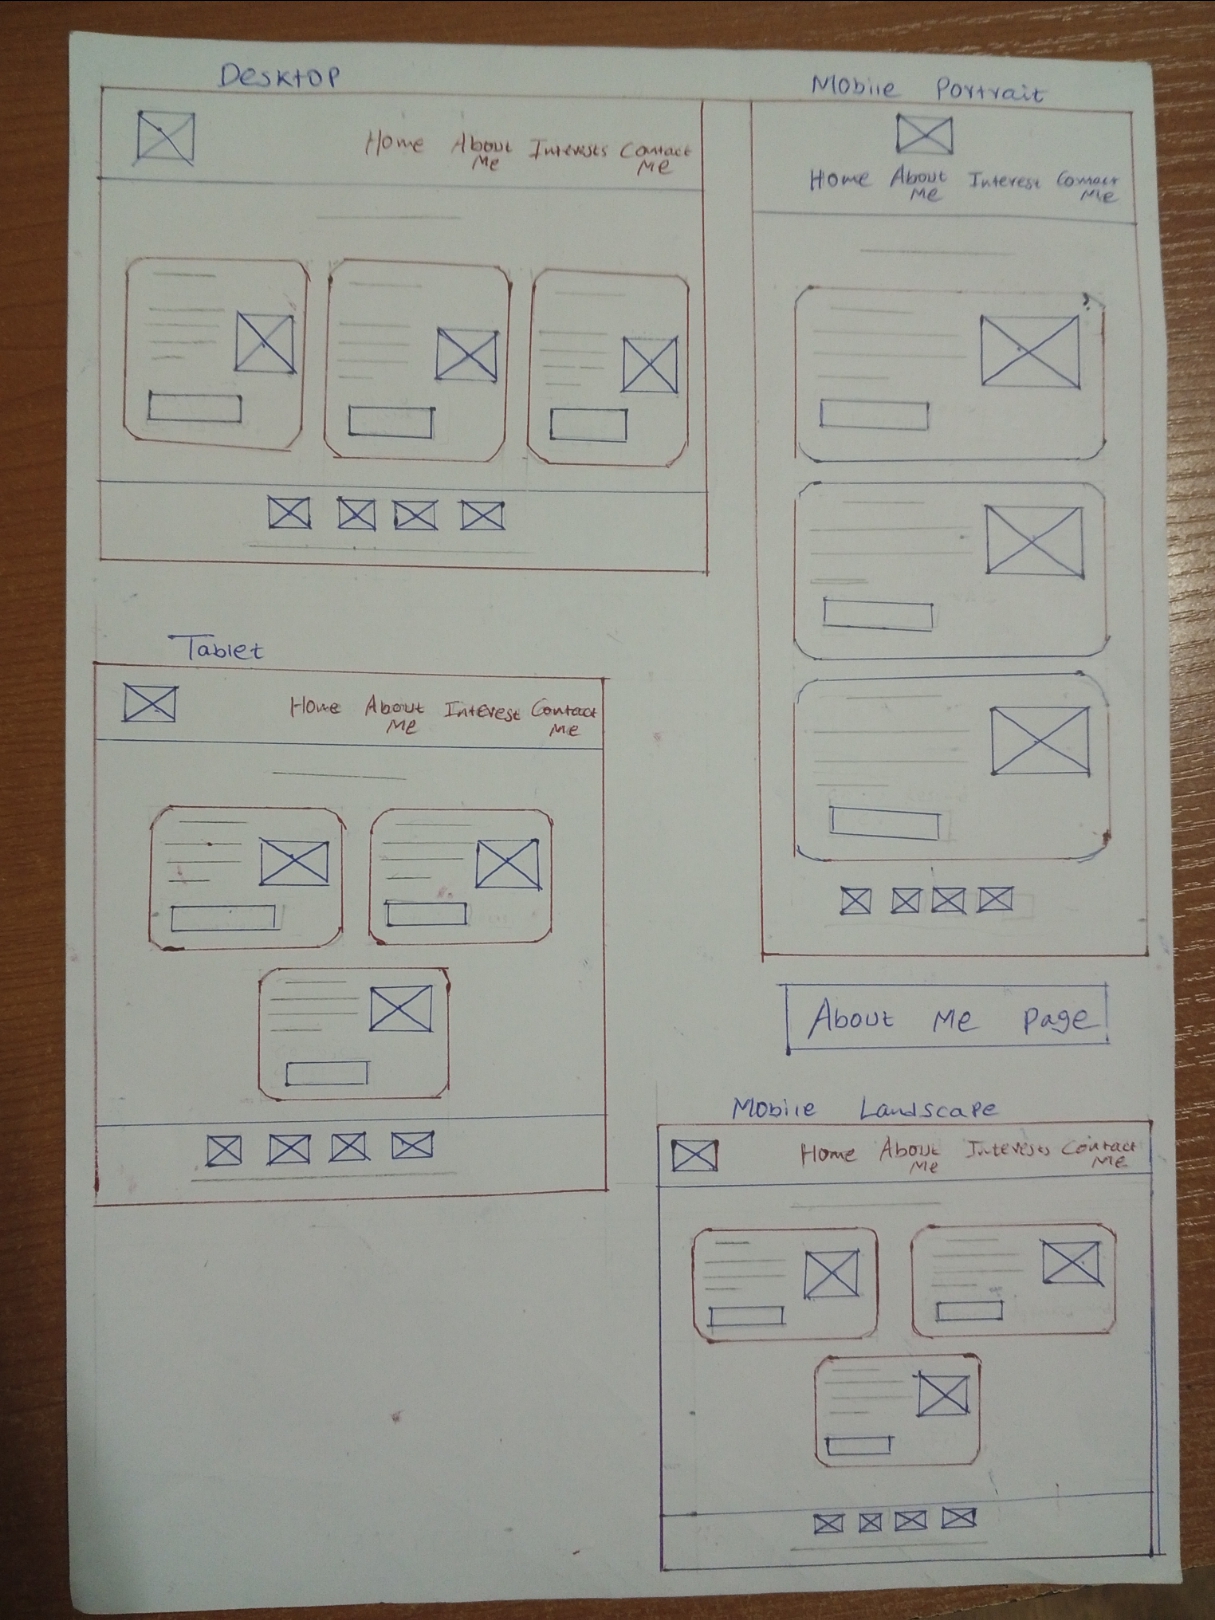 Desktop
Home About Interests Contact
Me Me
Mobile Portrait
Home About Interest Contact
Me Me
Tablet
Home About Interest Contact
Me Me
About Me Page
Mobile Landscape
Home About Interests Contact
Me Me